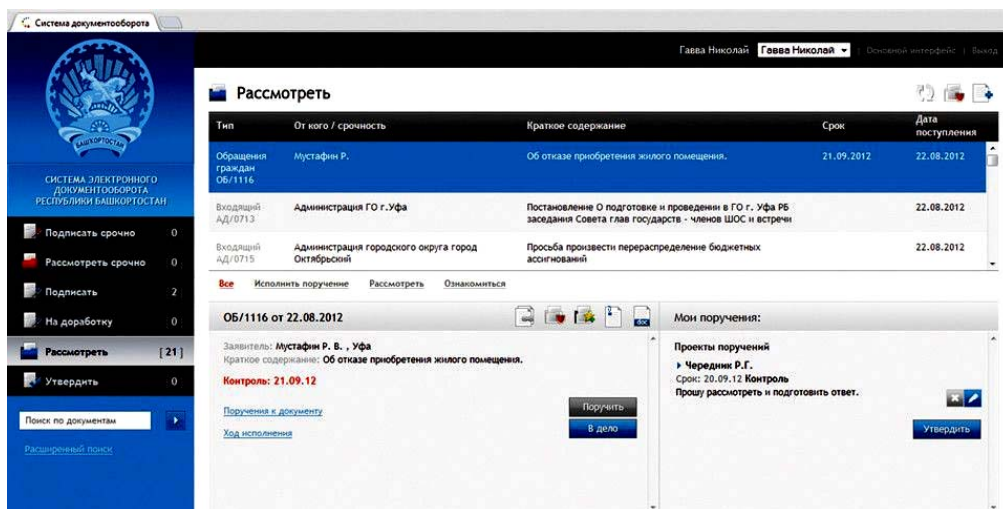 Система документооборота
Гавва Николай Гавва Николай | Основной интерфейс | Выход
БАШКОРТОСТАН
СИСТЕМА ЭЛЕКТРОННОГО
ДОКУМЕНТООБОРОТА
РЕСПУБЛИКИ БАШКОРТОСТАН
Подписать срочно 0
Рассмотреть срочно 0
Подписать 2
На доработку 0
Рассмотреть [ 21 ]
Утвердить 0
Поиск по документам
Расширенный поиск
Рассмотреть
Тип От кого / срочность Краткое содержание Срок Дата
поступления
Обращения Мустафин Р. Об отказе приобретения жилого помещения. 21.09.2012 22.08.2012
граждан
ОБ/1116
Входящий Администрация ГО г.Уфа Постановление О подготовке и проведении в ГО г. Уфа РБ 22.08.2012
АД/0713 заседания Совета глав государств - членов ШОС и встречи
Входящий Администрация городского округа город Просьба произвести перераспределение бюджетных 22.08.2012
АД/0715 Октябрьский ассигнований
Все Исполнить поручение Рассмотреть Ознакомиться
ОБ/1116 от 22.08.2012
doc
Заявитель: Мустафин Р. В. , Уфа
Краткое содержание: Об отказе приобретения жилого помещения.
Контроль: 21.09.12
Поручения к документу
Ход исполнения
Поручить
В дело
Мои поручения:
Проекты поручений
Чередник Р.Г.
Срок: 20.09.12 Контроль
Прошу рассмотреть и подготовить ответ.
Утвердить